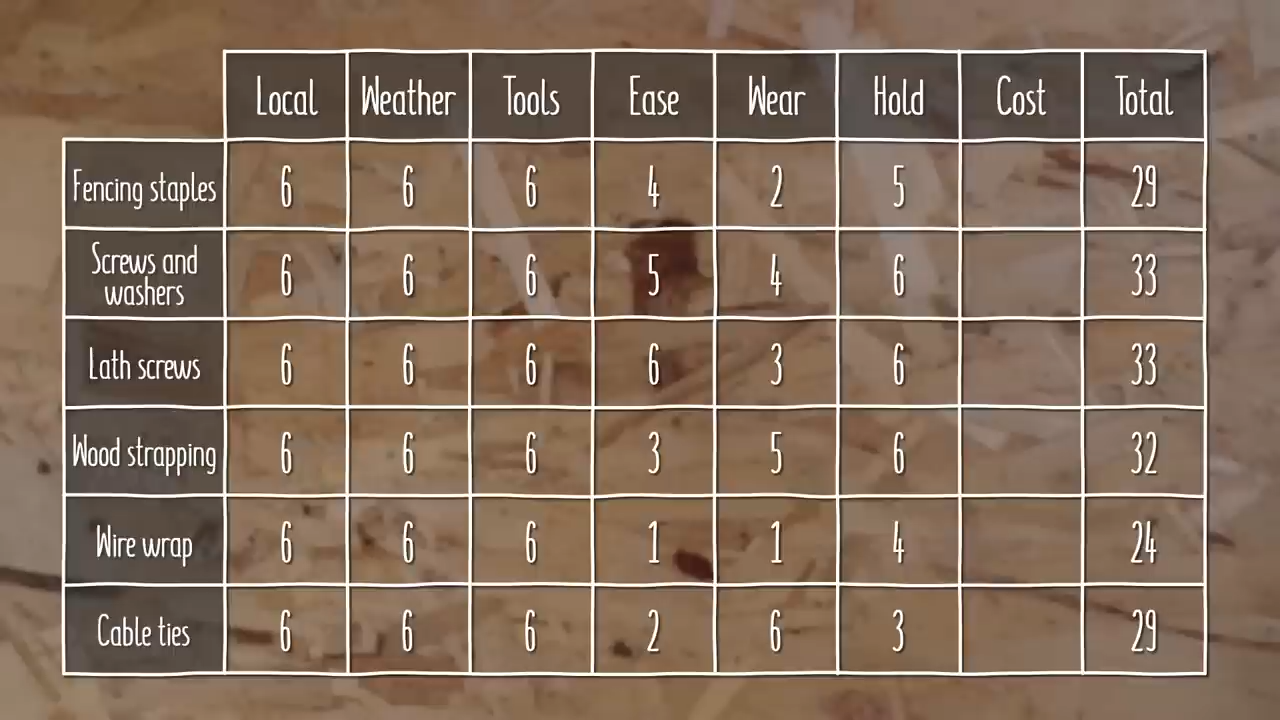 Local Weather Tools Ease Wear Hold Cost Total
Fencing staples 6 6 6 4 2 5 29
Screws and
washers 6 6 6 5 4 6 33
Lath screws 6 6 6 6 3 6 33
Wood strapping 6 6 6 3 5 6 32
Wire wrap 6 6 6 1 1 4 24
Cable ties 6 6 6 2 6 3 29